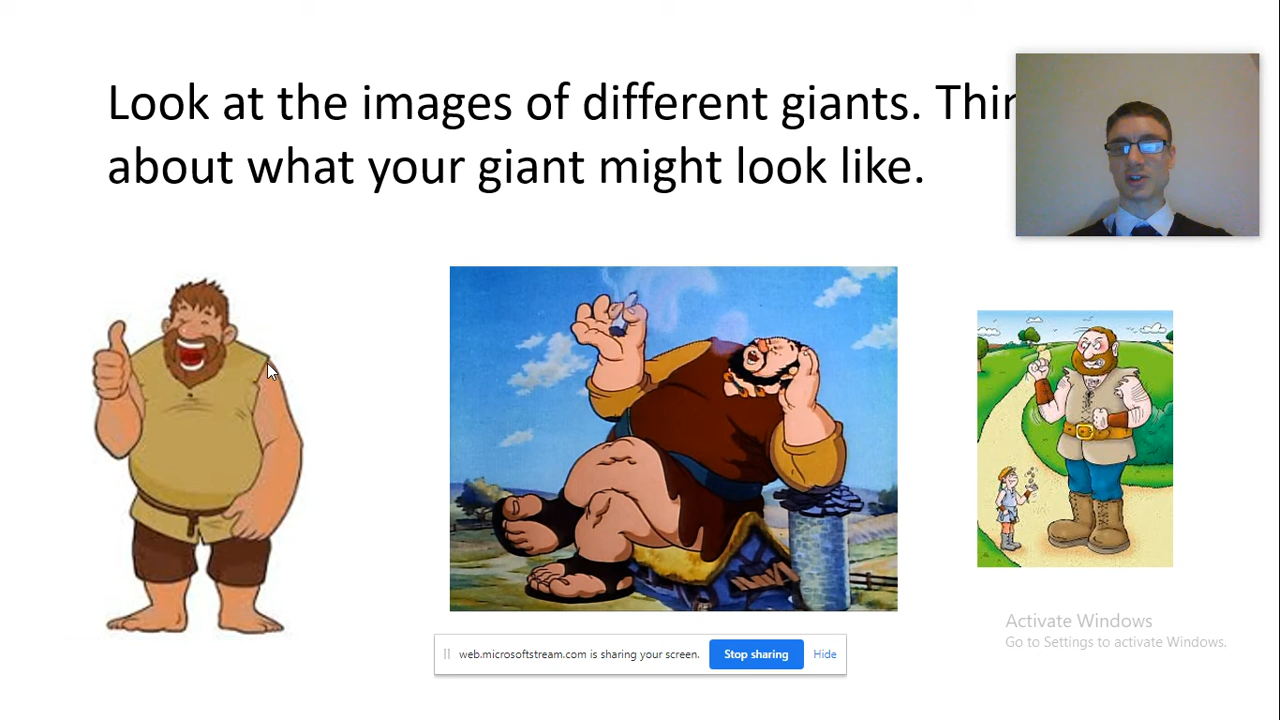 Look at the images of different giants. Thin
about what your giant might look like.
Activate Windows
Go to Settings to activate Windows.
web.microsoftstream.com is sharing your screen. Stop sharing Hide